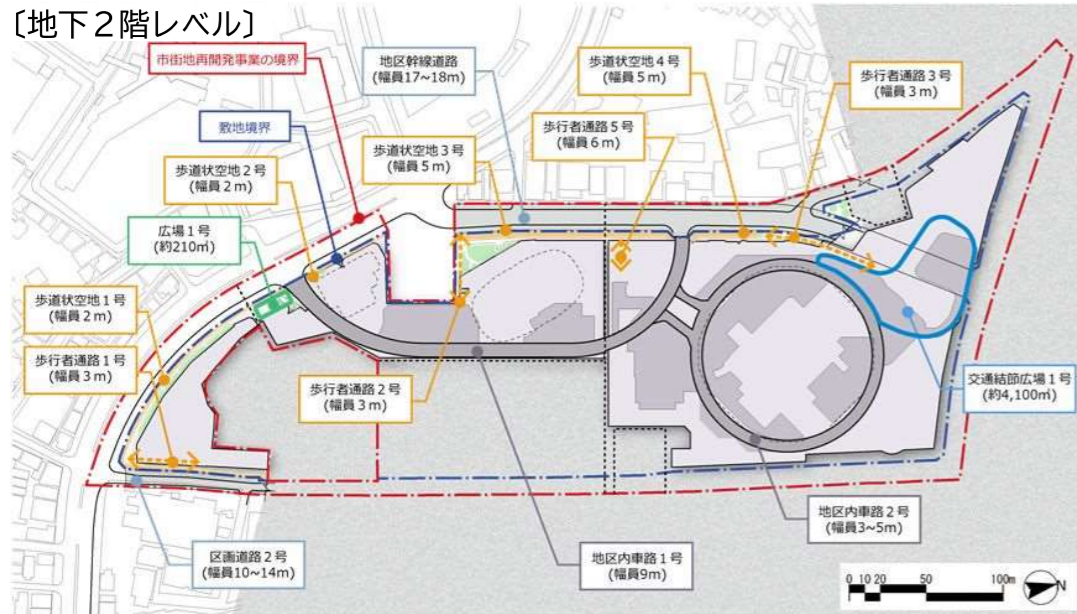 〔地下２階レベル〕
市街地再開発事業の境界
地区幹線道路
(幅員17~18m)
歩道状空地４号
(幅員５m)
歩行者通路３号
(幅員３m)
敷地境界
歩行者通路５号
(幅員６m)
歩道状空地３号
(幅員５m)
歩道状空地２号
(幅員２m)
広場１号
(約210㎡)
歩道状空地１号
(幅員２m)
歩行者通路１号
(幅員３m)
歩行者通路２号
(幅員３m)
交通結節広場１号
(約4,100㎡)
地区内車路２号
(幅員3~5m)
区画道路２号
(幅員10~14m)
地区内車路１号
(幅員9m)
0 10 20 50 100m
N